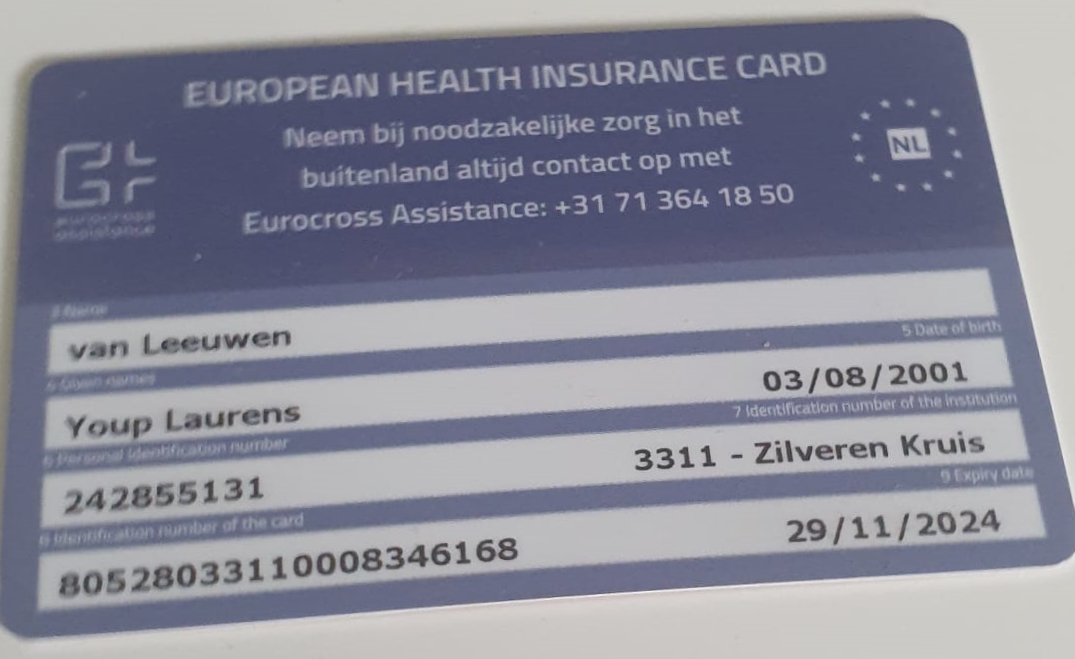 EUROPEAN HEALTH INSURANCE CARD
Neem bij noodzakelijke zorg in het
buitenland altijd contact op met
Eurocross Assistance: +31 71 364 18 50
NL
eurocross
assistance
3 Name
van Leeuwen
5 Date of birth
4 Given names
Youp Laurens
03/08/2001
7 Identification number of the institution
6 Personal identification number
242855131
3311 - Zilveren Kruis
9 Expiry date
8 Identification number of the card
80528033110008346168
29/11/2024